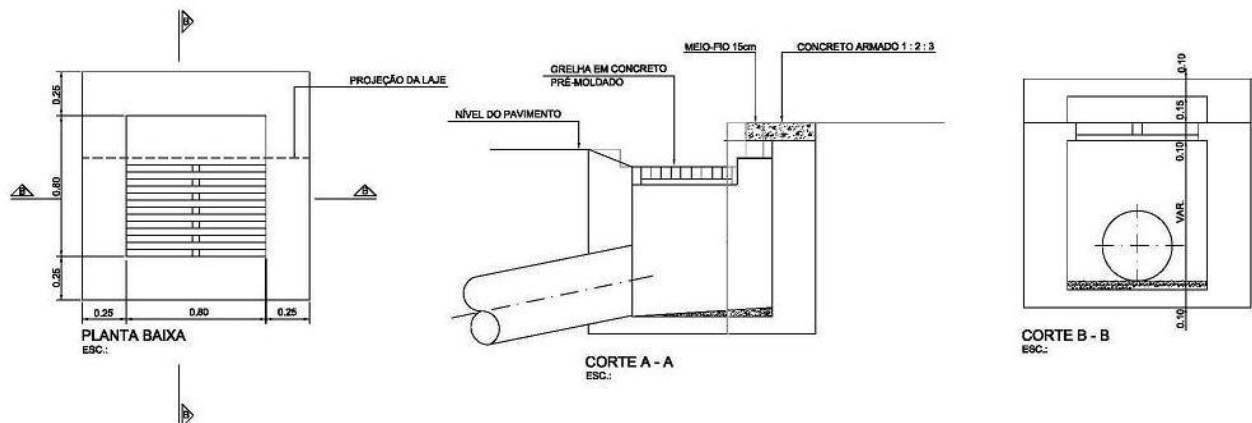 B
0.25
PROJEÇÃO DA LAJE
0.80
B
B
0.25
0.25
0.80
0.25
PLANTA BAIXA
ESC.:
B
MEIO-FIO 15cm
CONCRETO ARMADO 1 : 2 : 3
GRELHA EM CONCRETO
PRÉ-MOLDADO
NÍVEL DO PAVIMENTO
CORTE A - A
ESC.:
0.10
0.15
0.10
VAR.
0.10
CORTE B - B
ESC.: